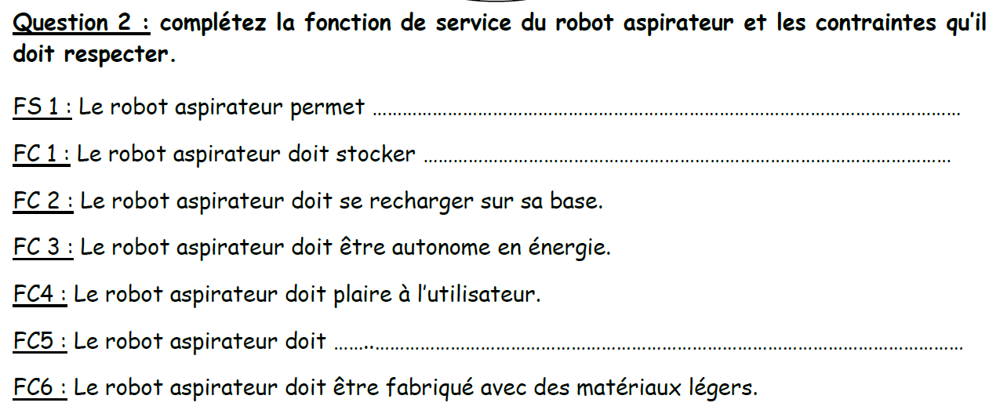 Question 2 : complétez la fonction de service du robot aspirateur et les contraintes qu'il
doit respecter.
FS 1 : Le robot aspirateur permet ……………………………………………………………………………………………………
FC 1 : Le robot aspirateur doit stocker …………………………………………………………………………………………
FC 2 : Le robot aspirateur doit se recharger sur sa base.
FC 3 : Le robot aspirateur doit être autonome en énergie.
FC4 : Le robot aspirateur doit plaire à l'utilisateur.
FC5 : Le robot aspirateur doit ……..……………………………………………………………………………………………………
FC6 : Le robot aspirateur doit être fabriqué avec des matériaux légers.